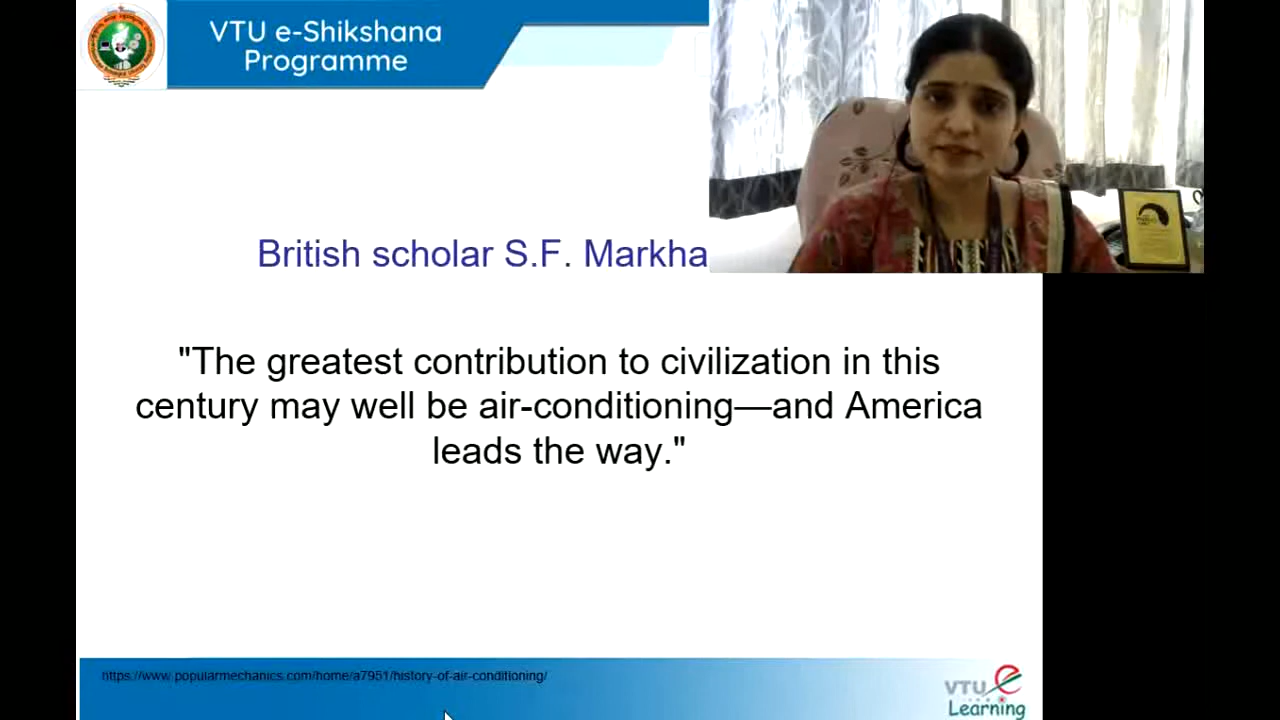 VTU e-Shikshana
Programme
British scholar S.F. Markha
"The greatest contribution to civilization in this
century may well be air-conditioning—and America
leads the way."
https://www.popularmechanics.com/home/a7951/history-of-air-conditioning/
VTU e
Learning